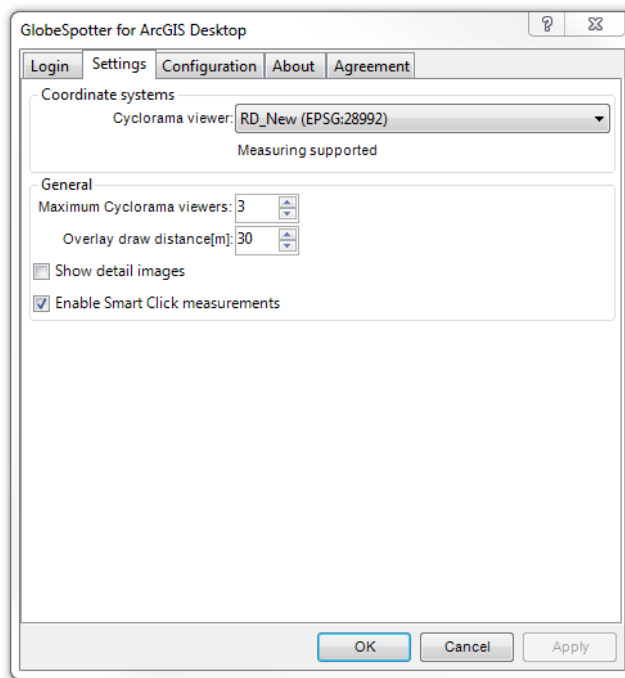 GlobeSpotter for ArcGIS Desktop
Login Settings Configuration About Agreement
Coordinate systems
Cyclorama viewer: RD_New (EPSG:28992)
Measuring supported
General
Maximum Cyclorama viewers: 3
Overlay draw distance[m]: 30
Show detail images
Enable Smart Click measurements
OK Cancel Apply